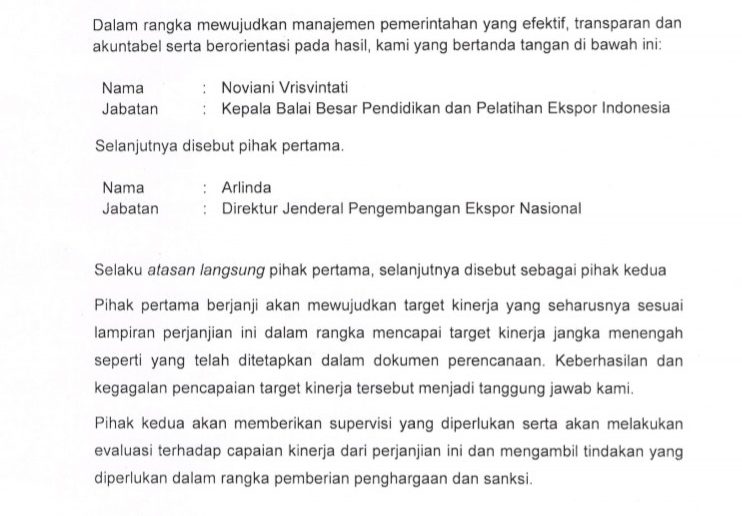 Dalam rangka mewujudkan manajemen pemerintahan yang efektif, transparan dan
akuntabel serta berorientasi pada hasil, kami yang bertanda tangan di bawah ini:
Nama : Noviani Vrisvintati
Jabatan : Kepala Balai Besar Pendidikan dan Pelatihan Ekspor Indonesia
Selanjutnya disebut pihak pertama.
Nama : Arlinda
Jabatan : Direktur Jenderal Pengembangan Ekspor Nasional
Selaku atasan langsung pihak pertama, selanjutnya disebut sebagai pihak kedua
Pihak pertama berjanji akan mewujudkan target kinerja yang seharusnya sesuai
lampiran perjanjian ini dalam rangka mencapai target kinerja jangka menengah
seperti yang telah ditetapkan dalam dokumen perencanaan. Keberhasilan dan
kegagalan pencapaian target kinerja tersebut menjadi tanggung jawab kami.
Pihak kedua akan memberikan supervisi yang diperlukan serta akan melakukan
evaluasi terhadap capaian kinerja dari perjanjian ini dan mengambil tindakan yang
diperlukan dalam rangka pemberian penghargaan dan sanksi.